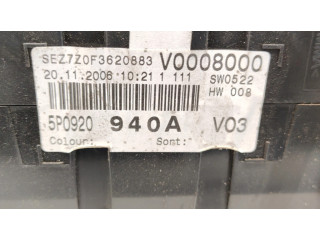 SEZ7Z0F3620883 V0008000
20.11.2006 10:21 1 111 SW0522
HW 008
5P0920 940A V03
Colour: Sont: